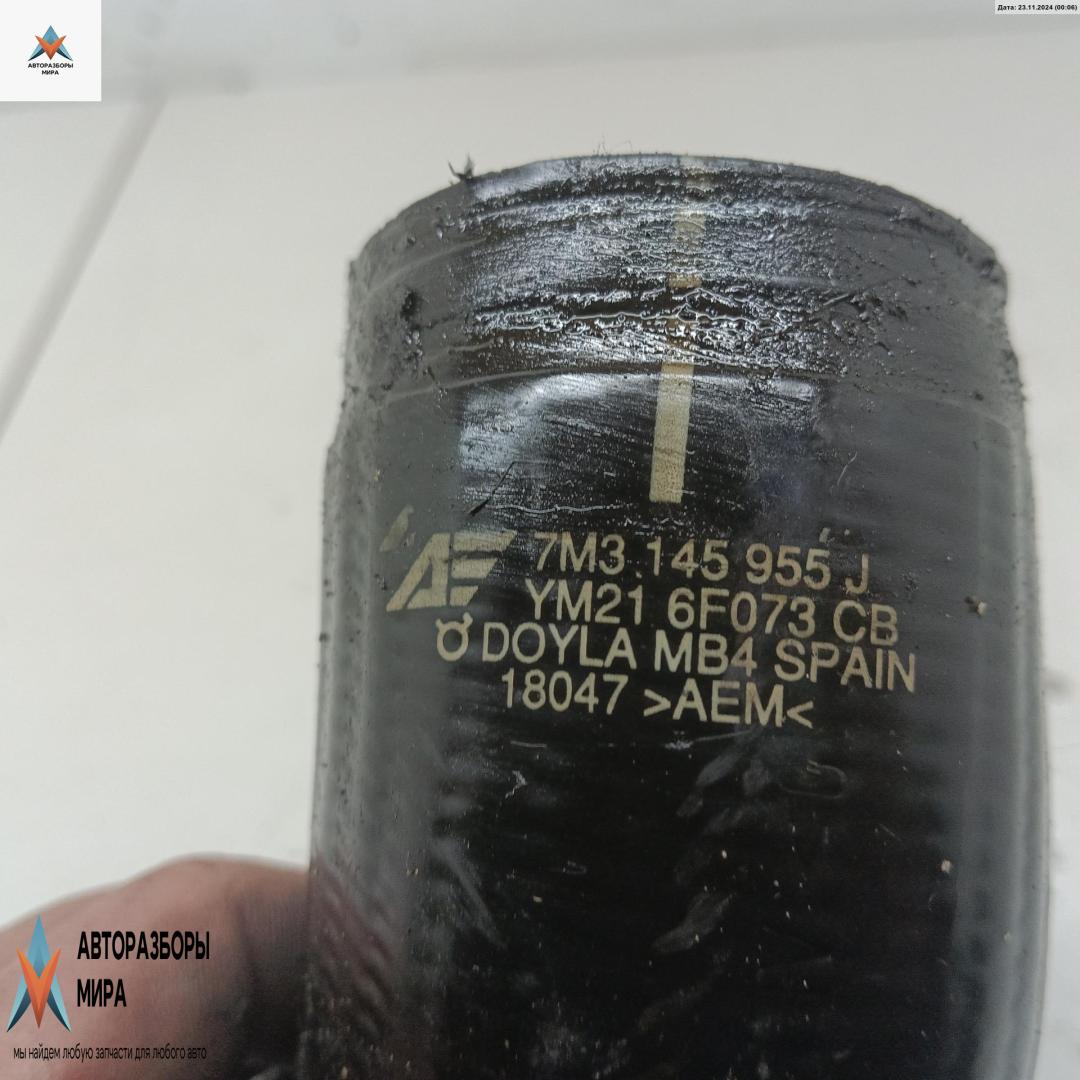 Дата: 23.11.2024 (00:06)
АВТОРАЗБОРЫ
МИРА
AE 7M3 145 955 J
YM21 6F073 CB
DOYLA MB4 SPAIN
18047 >AEM<
АВТОРАЗБОРЫ
МИРА
мы найдем любую запчасти для любого авто